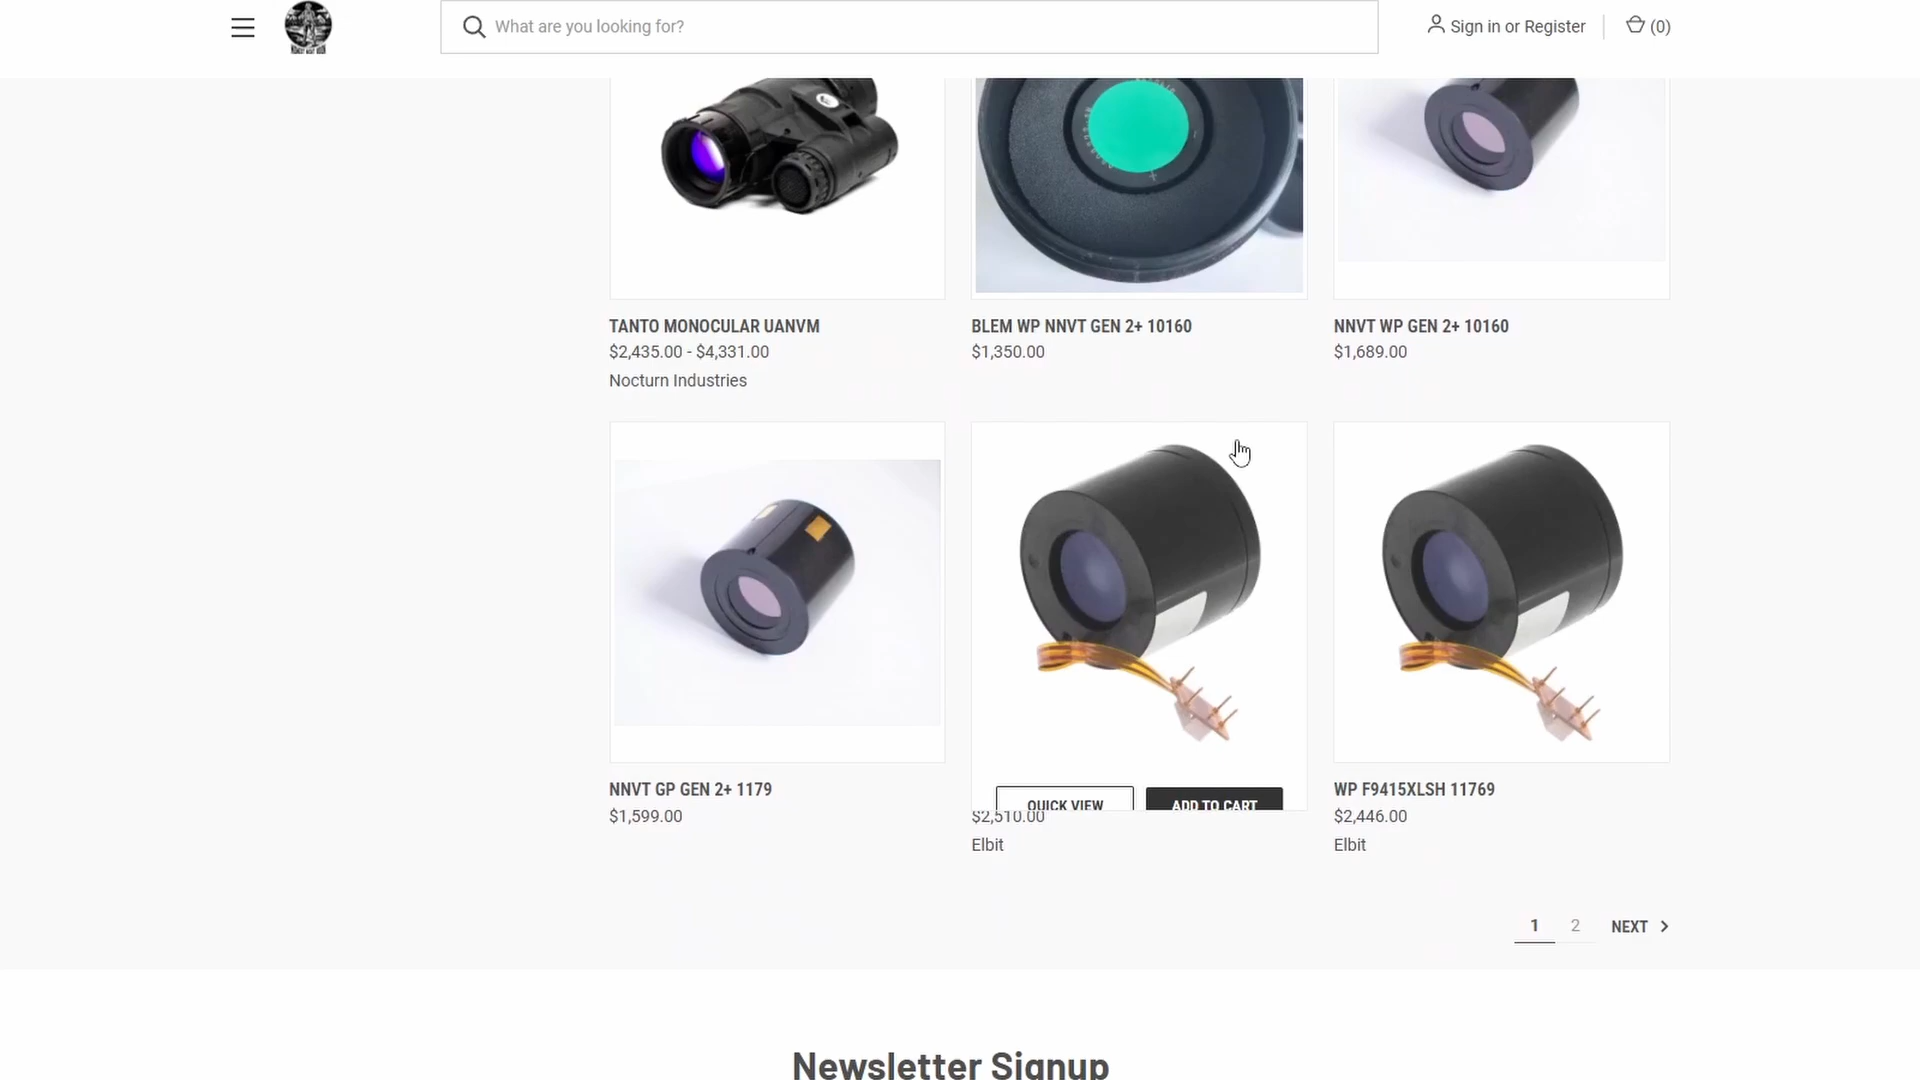 What are you looking for?
Sign in or Register
(0)
TANTO MONOCULAR UANVM
$2,435.00 - $4,331.00
Nocturn Industries
BLEM WP NNVT GEN 2+ 10160
$1,350.00
NNVT WP GEN 2+ 10160
$1,689.00
NNVT GP GEN 2+ 1179
$1,599.00
QUICK VIEW
ADD TO CART
$2,510.00
Elbit
WP F9415XLSH 11769
$2,446.00
Elbit
1 2 NEXT
Newsletter Signup